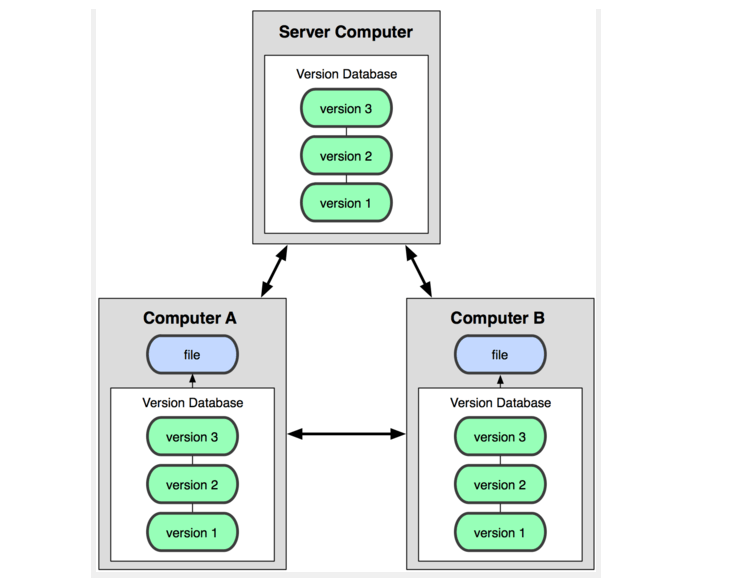 Server Computer
Version Database
version 3
version 2
version 1
Computer A
file
Version Database
version 3
version 2
version 1
Computer B
file
Version Database
version 3
version 2
version 1